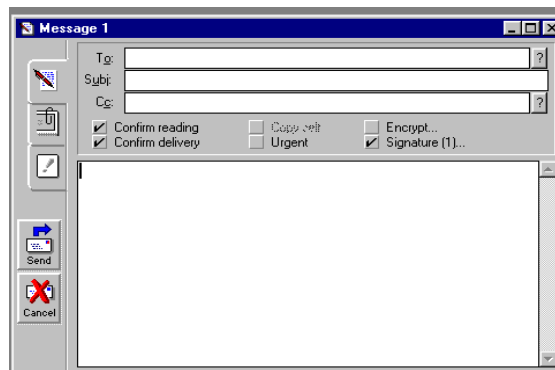 Message 1
To: ?
Subj:
Cc: ?
Confirm reading Copy self Encrypt...
Confirm delivery Urgent Signature (1)...
Send
Cancel